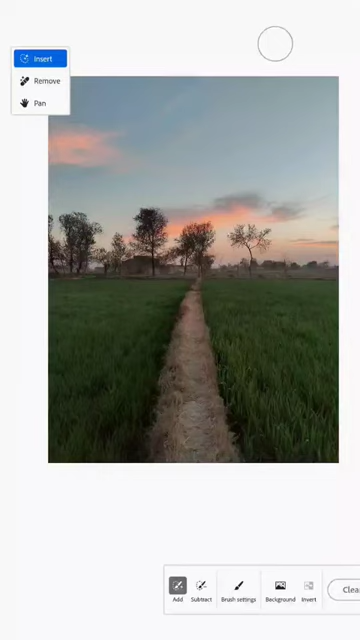 Insert
Remove
Pan
Add
Subtract
Brush settings
Background
Invert